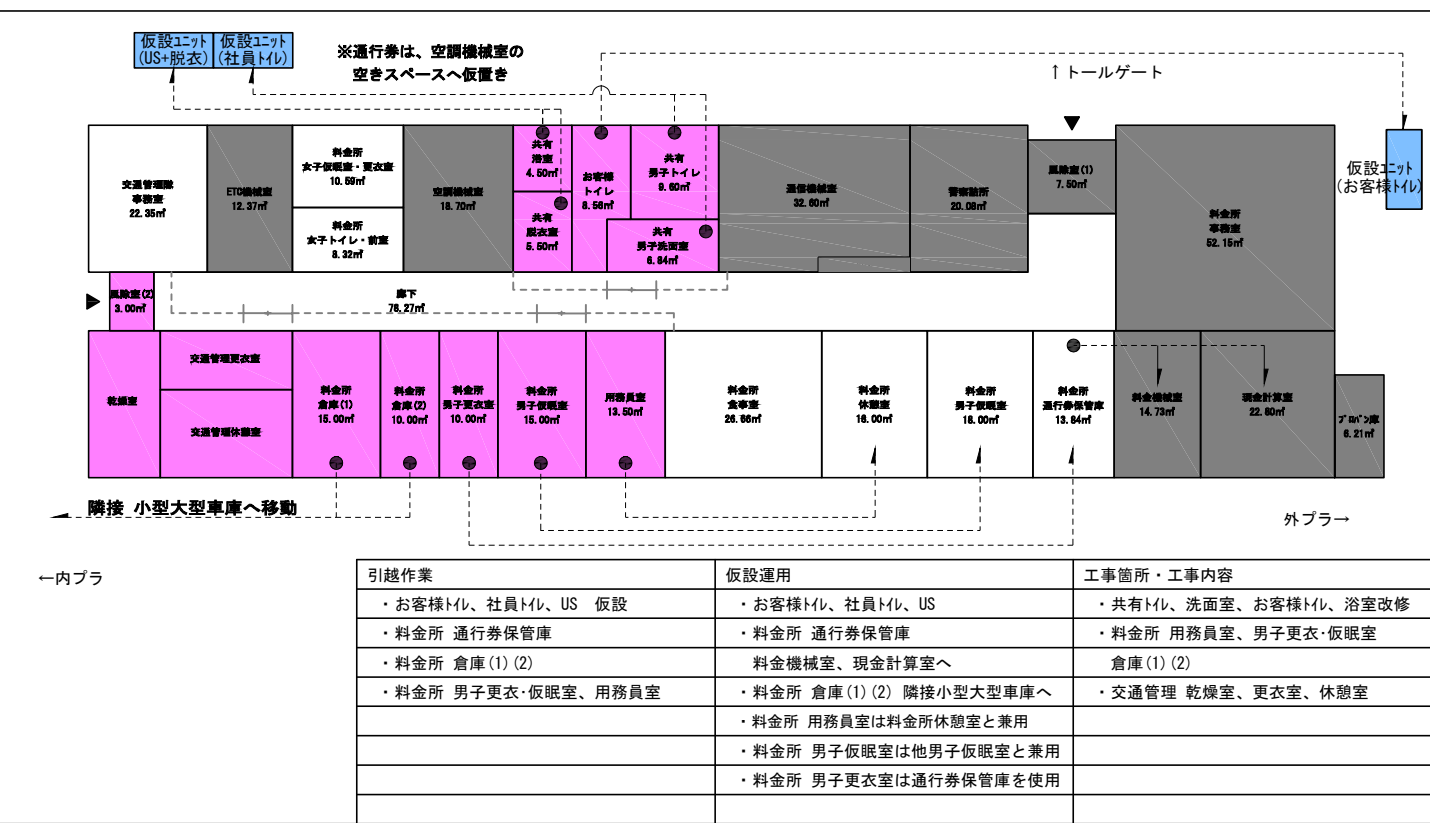 仮設ﾕﾆｯﾄ
(US+脱衣)
仮設ﾕﾆｯﾄ
(社員ﾄｲﾚ)
※通行券は、空調機械室の
空きスペースへ仮置き
↑トールゲート
仮設ﾕﾆｯﾄ
(お客様ﾄｲﾚ)
交通管理隊
事務室
22.35㎡
ETC機械室
12.37㎡
料金所
女子仮眠室・更衣室
10.59㎡
料金所
女子トイレ・前室
8.32㎡
空調機械室
18.70㎡
共有
浴室
4.50㎡
共有
脱衣室
5.50㎡
お客様
トイレ
8.56㎡
共有
男子トイレ
9.60㎡
共有
男子洗面室
6.84㎡
通信機械室
32.60㎡
警察詰所
20.08㎡
風除室(1)
7.50㎡
料金所
事務室
52.15㎡
風除室(2)
3.00㎡
廊下
76.27㎡
乾燥室
交通管理更衣室
交通管理休憩室
料金所
倉庫(1)
15.00㎡
料金所
倉庫(2)
10.00㎡
料金所
男子更衣室
10.00㎡
料金所
男子仮眠室
15.00㎡
用務員室
13.50㎡
料金所
食事室
26.66㎡
料金所
休憩室
16.00㎡
料金所
男子仮眠室
16.00㎡
料金所
通行券保管庫
13.84㎡
料金機械室
14.73㎡
現金計算室
22.80㎡
ﾌﾟﾛﾊﾟﾝ庫
6.21㎡
隣接 小型大型車庫へ移動
外プラ→
←内プラ
引越作業
・お客様ﾄｲﾚ、社員ﾄｲﾚ、US　仮設
・料金所 通行券保管庫
・料金所 倉庫(1)(2)
・料金所 男子更衣･仮眠室、用務員室
仮設運用
・お客様ﾄｲﾚ、社員ﾄｲﾚ、US
・料金所 通行券保管庫
料金機械室、現金計算室へ
・料金所 倉庫(1)(2) 隣接小型大型車庫へ
・料金所 用務員室は料金所休憩室と兼用
・料金所 男子仮眠室は他男子仮眠室と兼用
・料金所 男子更衣室は通行券保管庫を使用
工事箇所・工事内容
・共有ﾄｲﾚ、洗面室、お客様ﾄｲﾚ、浴室改修
・料金所 用務員室、男子更衣･仮眠室
倉庫(1)(2)
・交通管理 乾燥室、更衣室、休憩室